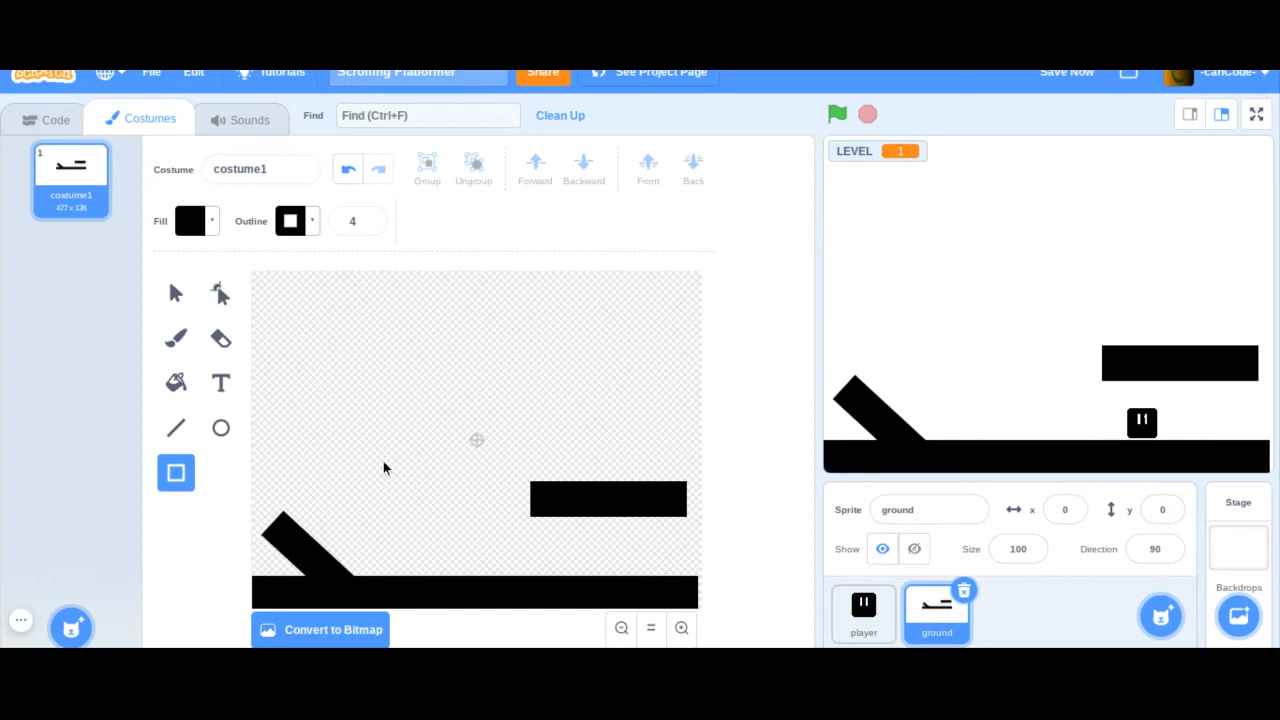 SCRATCH File Edit Tutorials Scrolling Platformer Share See Project Page Save Now -canCode-
Code Costumes Sounds Find Find (Ctrl+F) Clean Up
1
costume1
477 x 136
Costume costume1 Group Ungroup Forward Backward Front Back
Fill Outline 4
T
Convert to Bitmap
LEVEL 1
Sprite ground x 0 y 0
Show Size 100 Direction 90
player
ground
Stage
Backdrops